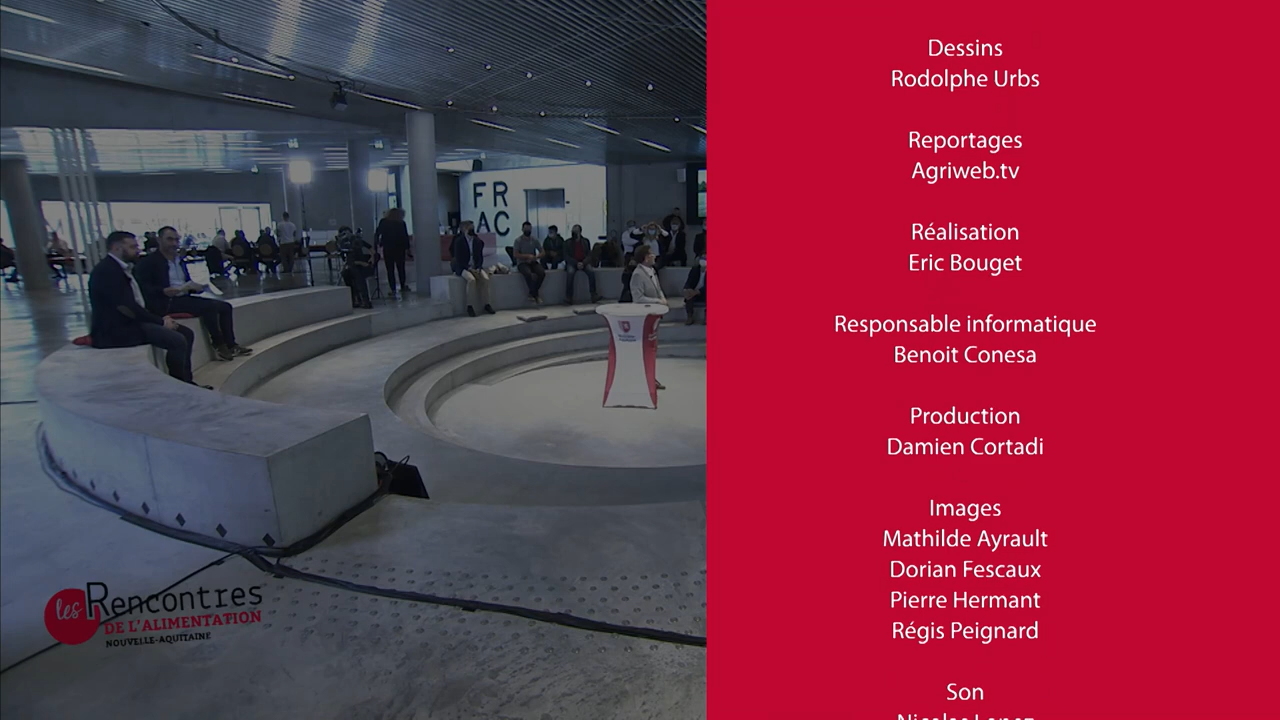 FR
AC
les Rencontres
DE L'ALIMENTATION
NOUVELLE-AQUITAINE
Dessins
Rodolphe Urbs
Reportages
Agriweb.tv
Réalisation
Eric Bouget
Responsable informatique
Benoit Conesa
Production
Damien Cortadi
Images
Mathilde Ayrault
Dorian Fescaux
Pierre Hermant
Régis Peignard
Son